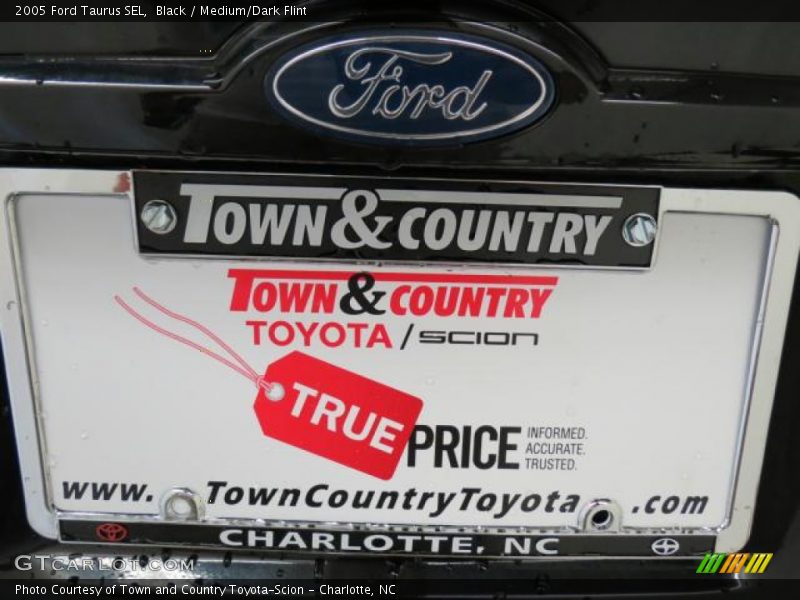 2005 Ford Taurus SEL, Black / Medium/Dark Flint
Ford
TOWN & COUNTRY
TOWN & COUNTRY
TOYOTA / SCION
TRUE
PRICE
INFORMED.
ACCURATE.
TRUSTED.
www.TownCountryToyota.com
CHARLOTTE, NC
GTCARLOT.COM
Photo Courtesy of Town and Country Toyota-Scion - Charlotte, NC